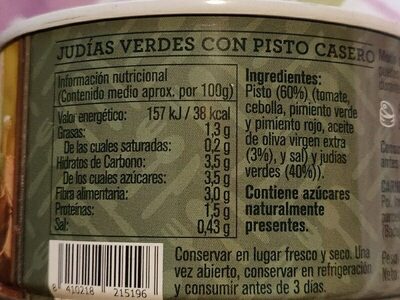 JUDÍAS VERDES CON PISTO CASERO
Información nutricional
(Contenido medio aprox. por 100g)
Valor energético: 157 kJ / 38 kcal
Grasas: 1,3 g
De las cuales saturadas: 0,2 g
Hidratos de Carbono: 3,5 g
De los cuales azúcares: 3,5 g
Fibra alimentaria: 3,0 g
Proteínas: 1,5 g
Sal: 0,43 g
Ingredientes:
Pisto (60%), (tomate,
cebolla, pimiento verde
y pimiento rojo, aceite
de oliva virgen extra
(3%), y sal) y judías
verdes (40%)).
Contiene azúcares
naturalmente
presentes.
Conservar en lugar fresco y seco. Una
vez abierto, conservar en refrigeración
y consumir antes de 3 días.
8 410218 215196